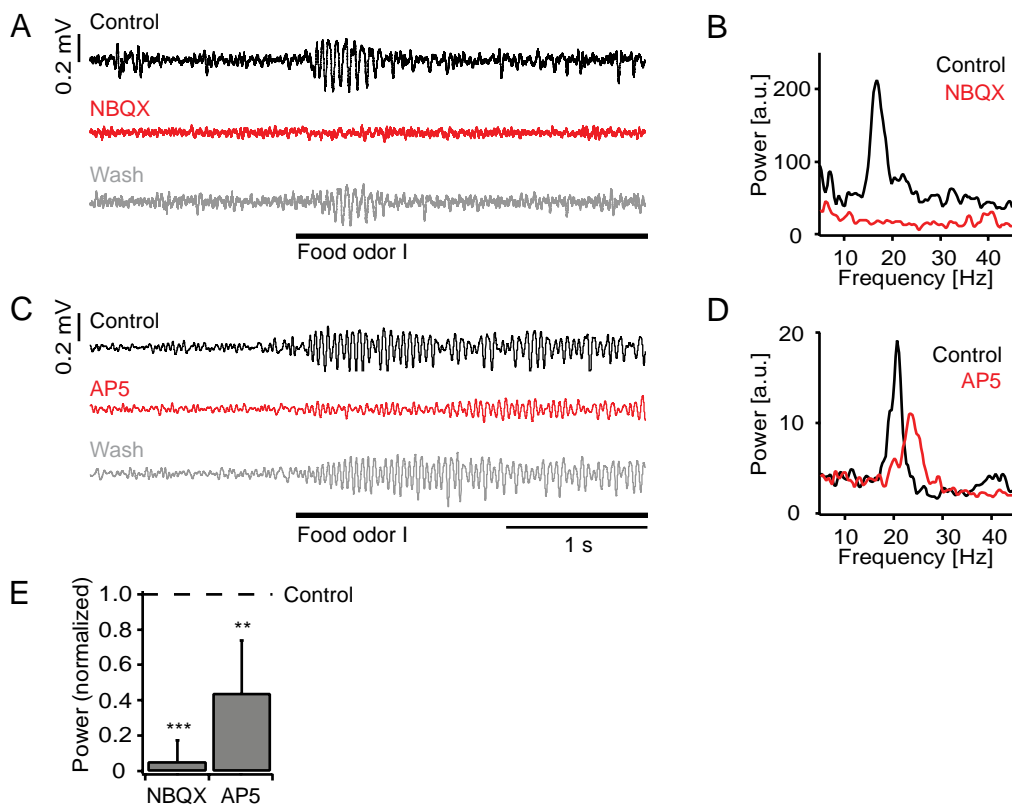 A
Control
0.2 mV
NBQX
Wash
Food odor I
B
Control
NBQX
Power [a.u.]
200
100
0
10 20 30 40
Frequency [Hz]
C
Control
0.2 mV
AP5
Wash
Food odor I
1 s
D
Control
AP5
Power [a.u.]
20
10
0
10 20 30 40
Frequency [Hz]
E
Power (normalized)
1.0
0.8
0.6
0.4
0.2
0
Control
***
**
NBQX AP5